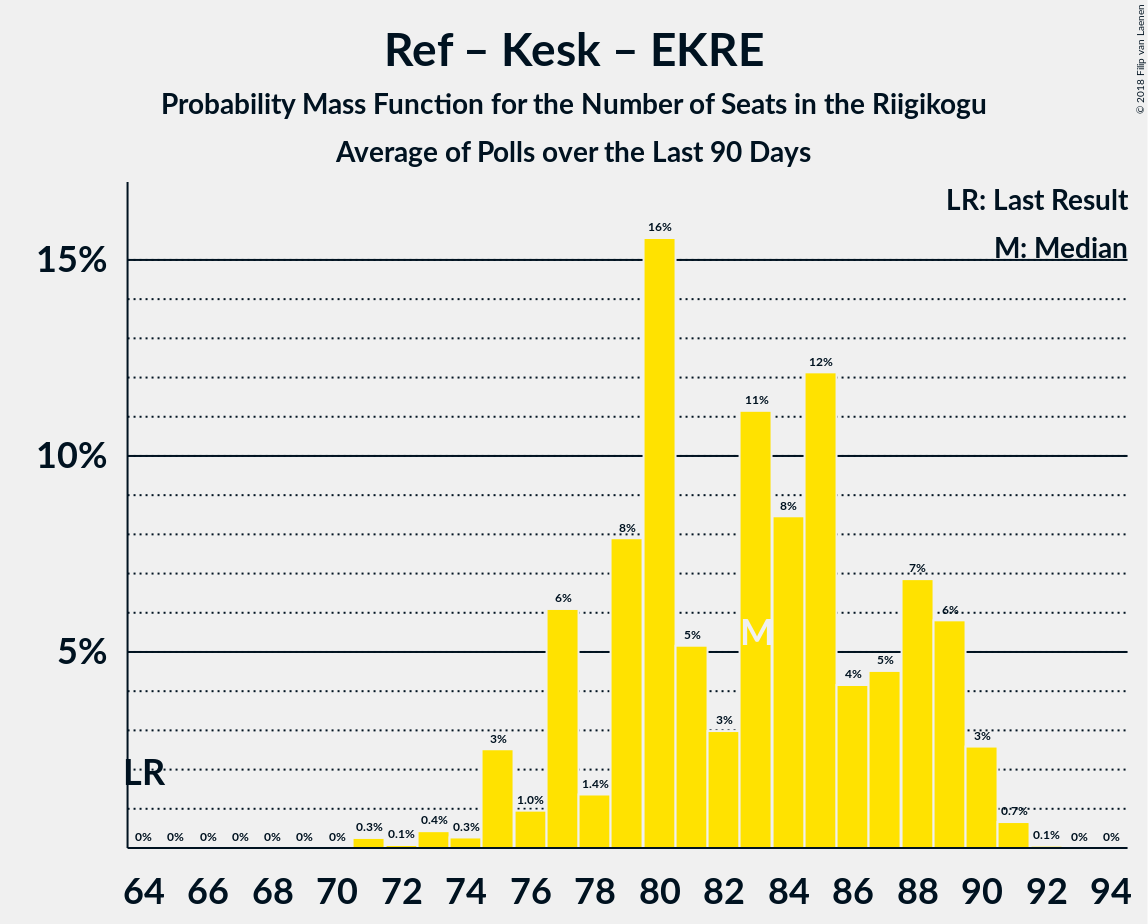 Ref – Kesk – EKRE
Probability Mass Function for the Number of Seats in the Riigikogu
Average of Polls over the Last 90 Days
© 2018 Filip van Laenen
LR: Last Result
M: Median
15%
10%
5%
16%
12%
11%
8%
8%
7%
6%
6%
5%
M
5%
4%
3%
3%
3%
LR
1.4%
1.0%
0.7%
0.3%
0.1%
0.4%
0.3%
0.1%
0% 0% 0% 0% 0% 0% 0% 0% 0%
64 66 68 70 72 74 76 78 80 82 84 86 88 90 92 94